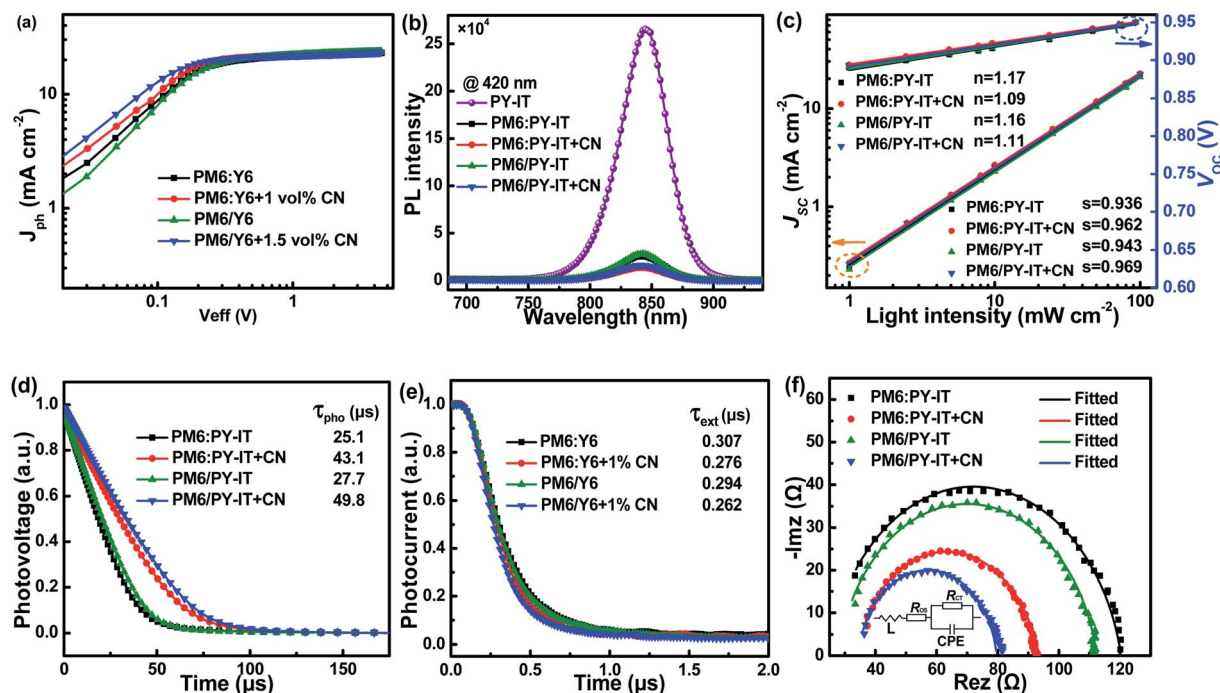 (a)
J_ph (mA cm⁻²)
10
1
PM6:Y6
PM6:Y6+1 vol% CN
PM6/Y6
PM6/Y6+1.5 vol% CN
0.1 1
Veff (V)
(b)
×10⁴
PL intensity
25
20
15
10
5
0
@ 420 nm
PY-IT
PM6:PY-IT
PM6:PY-IT+CN
PM6/PY-IT
PM6/PY-IT+CN
700 750 800 850 900
Wavelength (nm)
(c)
J_SC (mA cm⁻²)
10
1
PM6:PY-IT n=1.17
PM6:PY-IT+CN n=1.09
PM6/PY-IT n=1.16
PM6/PY-IT+CN n=1.11
PM6:PY-IT s=0.936
PM6:PY-IT+CN s=0.962
PM6/PY-IT s=0.943
PM6/PY-IT+CN s=0.969
0.95
0.90
0.85
0.80
0.75
0.70
0.65
0.60
V_OC (V)
1 10 100
Light intensity (mW cm⁻²)
(d)
Photovoltage (a.u.)
1.0
0.8
0.6
0.4
0.2
0.0
τ_pho (μs)
PM6:PY-IT 25.1
PM6:PY-IT+CN 43.1
PM6/PY-IT 27.7
PM6/PY-IT+CN 49.8
0 50 100 150
Time (μs)
(e)
Photocurrent (a.u.)
1.0
0.8
0.6
0.4
0.2
0.0
τ_ext (μs)
PM6:Y6 0.307
PM6:Y6+1% CN 0.276
PM6/Y6 0.294
PM6/Y6+1% CN 0.262
0.0 0.5 1.0 1.5 2.0
Time (μs)
(f)
-Imz (Ω)
60
50
40
30
20
10
0
PM6:PY-IT Fitted
PM6:PY-IT+CN Fitted
PM6/PY-IT Fitted
PM6/PY-IT+CN Fitted
L
R_OS
R_CT
CPE
40 60 80 100 120
Rez (Ω)